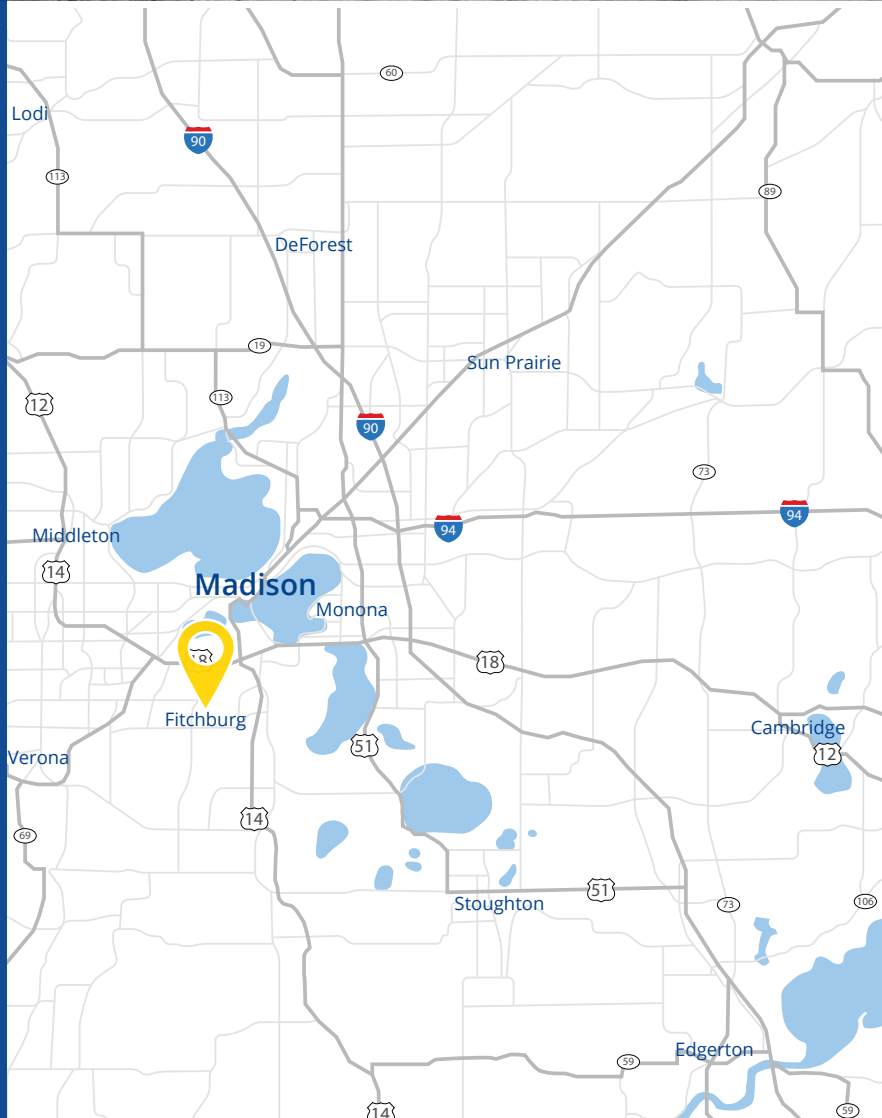 60
Lodi
90
113
89
DeForest
19
Sun Prairie
113
12
90
73
94
94
Middleton
14
Madison
Monona
18
18
Fitchburg
Cambridge
51
Verona
12
14
69
51
Stoughton
73
106
Edgerton
59
14
59